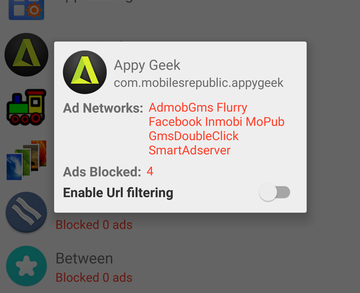 Appy Geek
com.mobilesrepublic.appygeek
Ad Networks: AdmobGms Flurry
Facebook Inmobi MoPub
GmsDoubleClick
SmartAdserver
Ads Blocked: 4
Enable Url filtering
Blocked 0 ads
Between
Blocked 0 ads